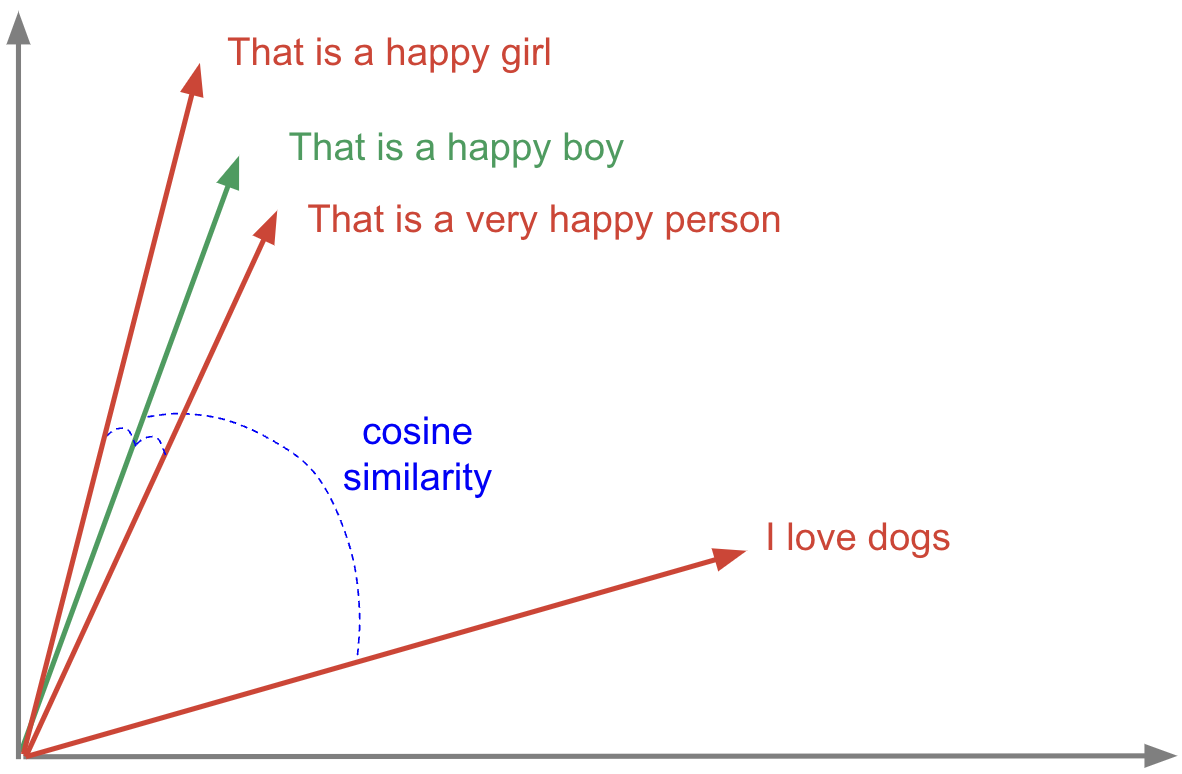 That is a happy girl
That is a happy boy
That is a very happy person
cosine
similarity
I love dogs